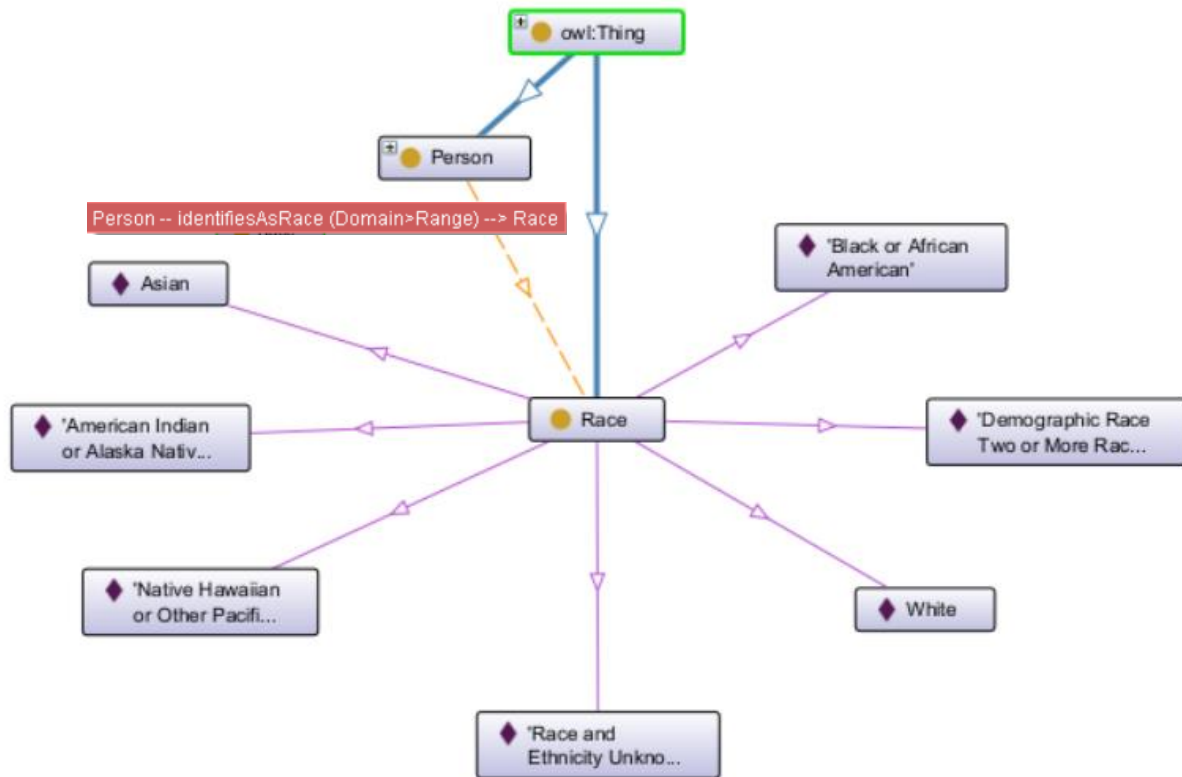 owl:Thing
Person
Person -- identifiesAsRace (Domain>Range) --> Race
'Black or African
American'
Asian
Race
'American Indian
or Alaska Nativ...
'Demographic Race
Two or More Rac...
'Native Hawaiian
or Other Pacifi...
White
'Race and
Ethnicity Unkno...